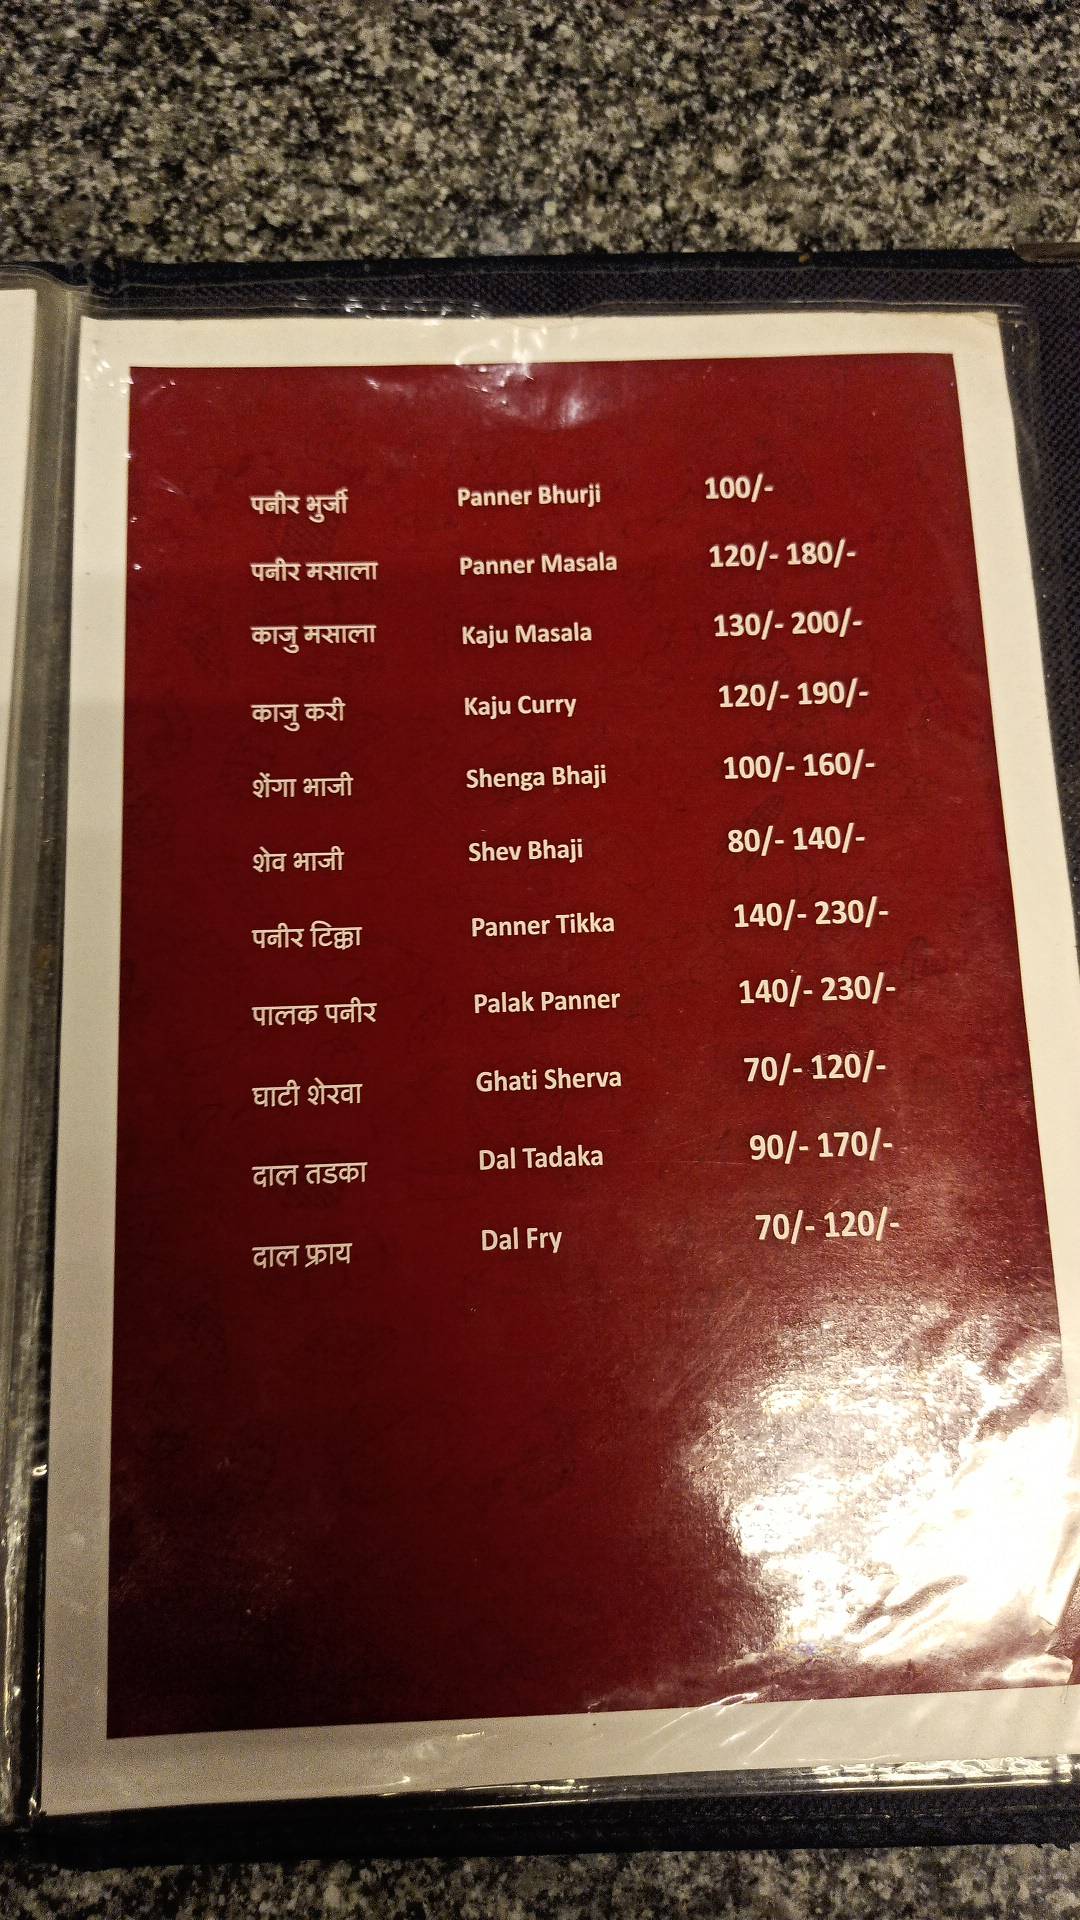 पनीर भुर्जी Panner Bhurji 100/-
पनीर मसाला Panner Masala 120/- 180/-
काजु मसाला Kaju Masala 130/- 200/-
काजु करी Kaju Curry 120/- 190/-
शेंगा भाजी Shenga Bhaji 100/- 160/-
शेव भाजी Shev Bhaji 80/- 140/-
पनीर टिक्का Panner Tikka 140/- 230/-
पालक पनीर Palak Panner 140/- 230/-
घाटी शेरवा Ghati Sherva 70/- 120/-
दाल तडका Dal Tadaka 90/- 170/-
दाल फ्राय Dal Fry 70/- 120/-